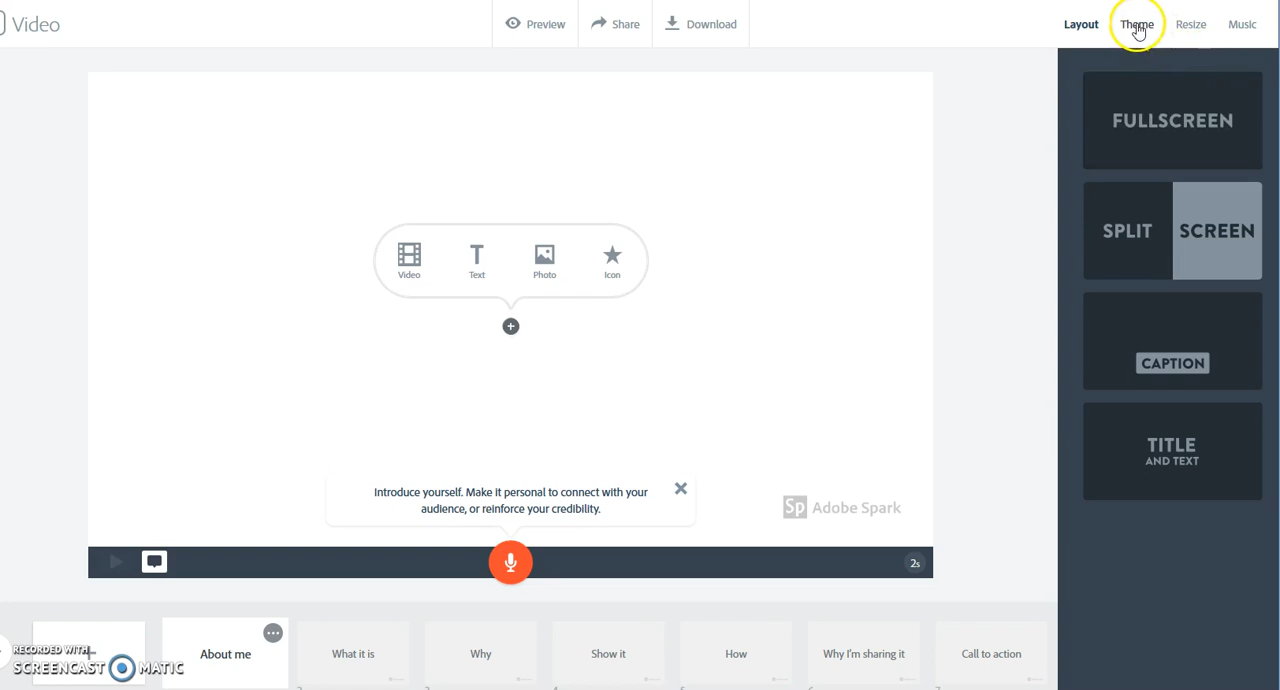 Video
Preview
Share
Download
Layout
Theme
Resize
Music
FULLSCREEN
SPLIT SCREEN
CAPTION
TITLE
AND TEXT
Video
Text
Photo
Icon
Introduce yourself. Make it personal to connect with your
audience, or reinforce your credibility.
Sp Adobe Spark
2s
About me
What it is
Why
Show it
How
Why I'm sharing it
Call to action
RECORDED WITH
SCREENCAST MATIC